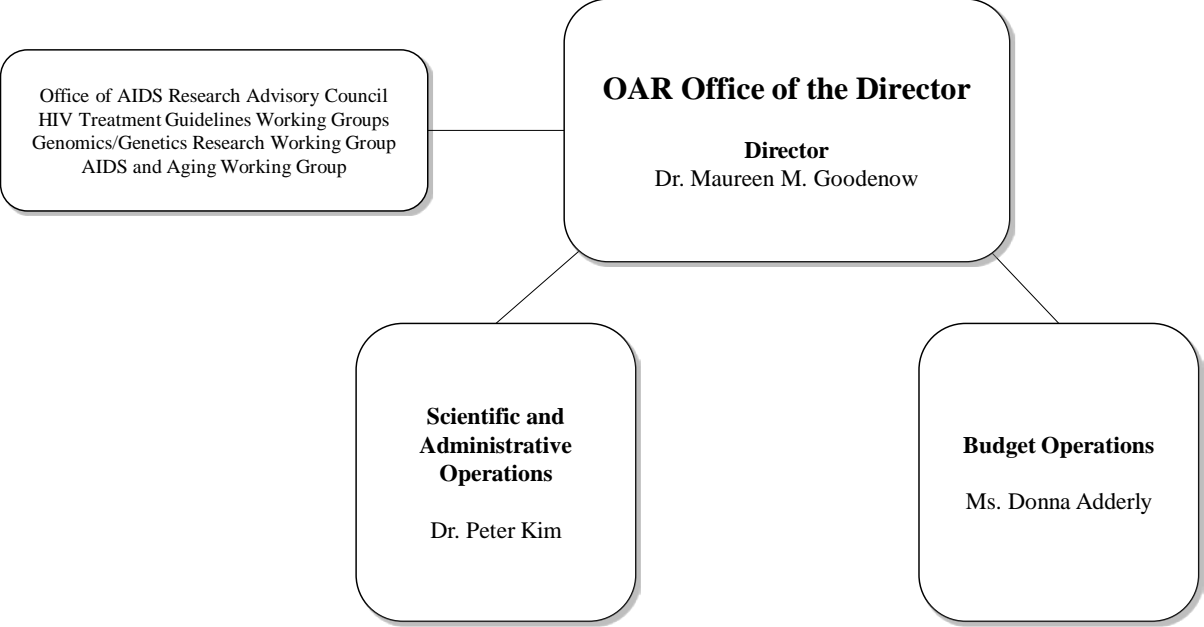 Office of AIDS Research Advisory Council
HIV Treatment Guidelines Working Groups
Genomics/Genetics Research Working Group
AIDS and Aging Working Group
OAR Office of the Director
Director
Dr. Maureen M. Goodenow
Scientific and
Administrative
Operations
Dr. Peter Kim
Budget Operations
Ms. Donna Adderly